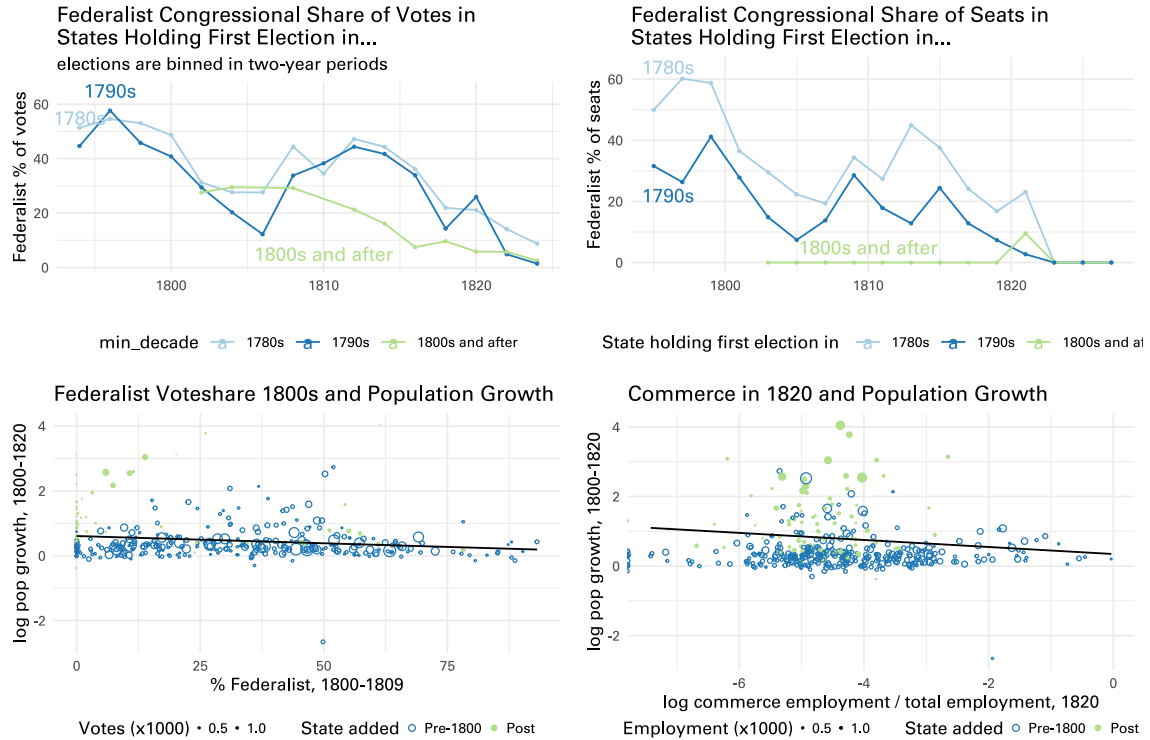 Federalist Congressional Share of Votes in
States Holding First Election in...
elections are binned in two-year periods
Federalist % of votes
60
40
20
0
1790s
1780s
1800s and after
1800
1810
1820
min_decade
a 1780s
a 1790s
a 1800s and after
Federalist Congressional Share of Seats in
States Holding First Election in...
Federalist % of seats
60
40
20
0
1780s
1790s
1800s and after
1800
1810
1820
State holding first election in
a 1780s
a 1790s
a 1800s and af
Federalist Voteshare 1800s and Population Growth
log pop growth, 1800-1820
4
2
0
-2
0
25
50
75
% Federalist, 1800-1809
Votes (x1000) 0.5 1.0 State added Pre-1800 Post
Commerce in 1820 and Population Growth
log pop growth, 1800-1820
4
2
0
-2
-6
-4
-2
0
log commerce employment / total employment, 1820
Employment (x1000) 0.5 1.0 State added Pre-1800 Post